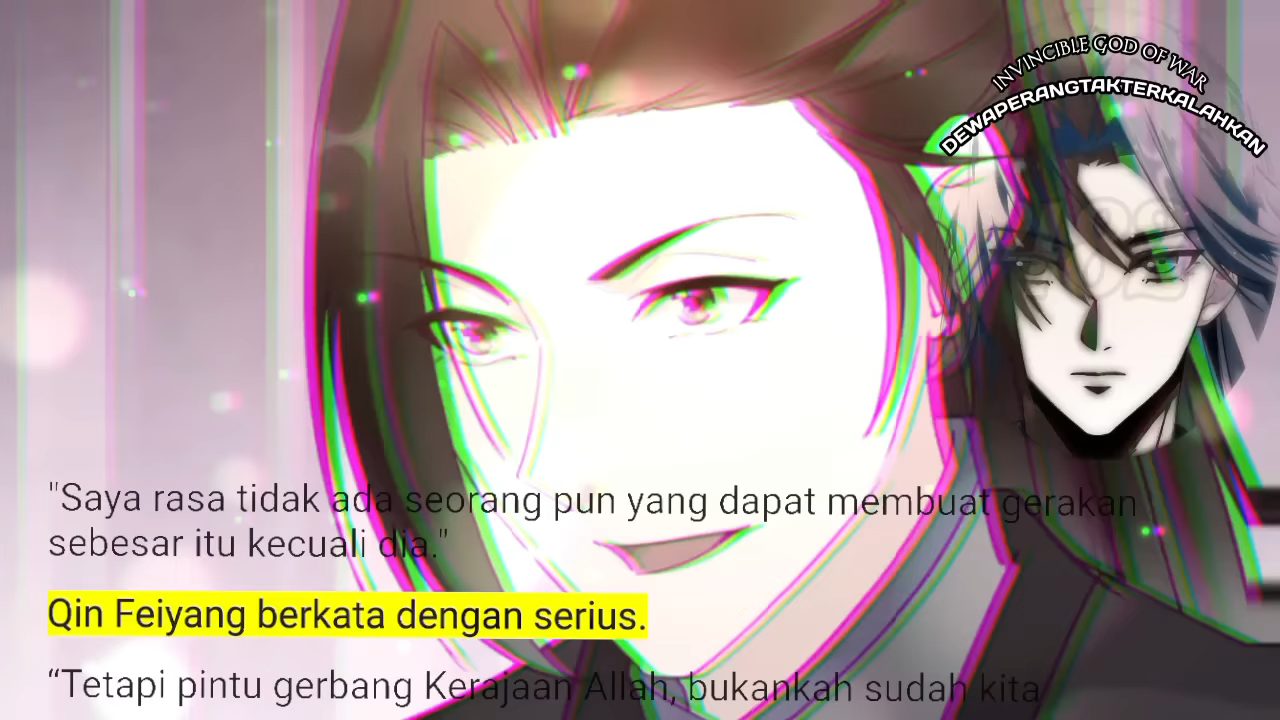 INVINCIBLE GOD OF WAR
DEWAPERANGTAKTERKALAHKAN
"Saya rasa tidak ada seorang pun yang dapat membuat gerakan
sebesar itu kecuali dia."
Qin Feiyang berkata dengan serius.
“Tetapi pintu gerbang Kerajaan Allah, bukankah sudah kita